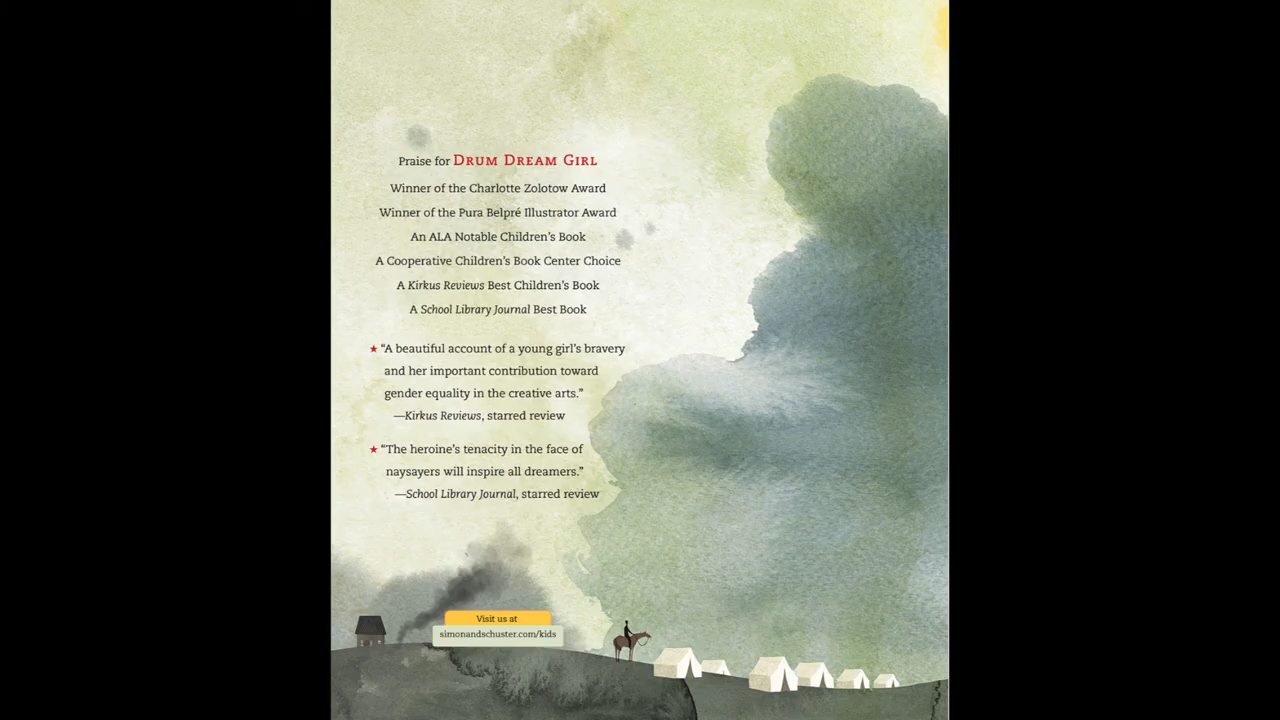 Praise for DRUM DREAM GIRL
Winner of the Charlotte Zolotow Award
Winner of the Pura Belpré Illustrator Award
An ALA Notable Children’s Book
A Cooperative Children’s Book Center Choice
A Kirkus Reviews Best Children’s Book
A School Library Journal Best Book
★ “A beautiful account of a young girl’s bravery
and her important contribution toward
gender equality in the creative arts.”
—Kirkus Reviews, starred review
★ “The heroine’s tenacity in the face of
naysayers will inspire all dreamers.”
—School Library Journal, starred review
Visit us at
simonandschuster.com/kids